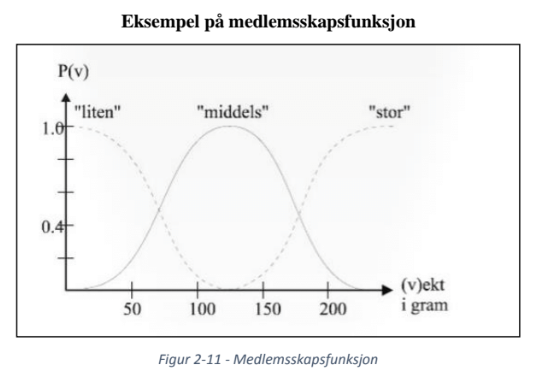 Eksempel på medlemsskapsfunksjon
P(v)
"liten" "middels" "stor"
1.0
0.4
50 100 150 200
(v)ekt
i gram
Figur 2-11 - Medlemsskapsfunksjon